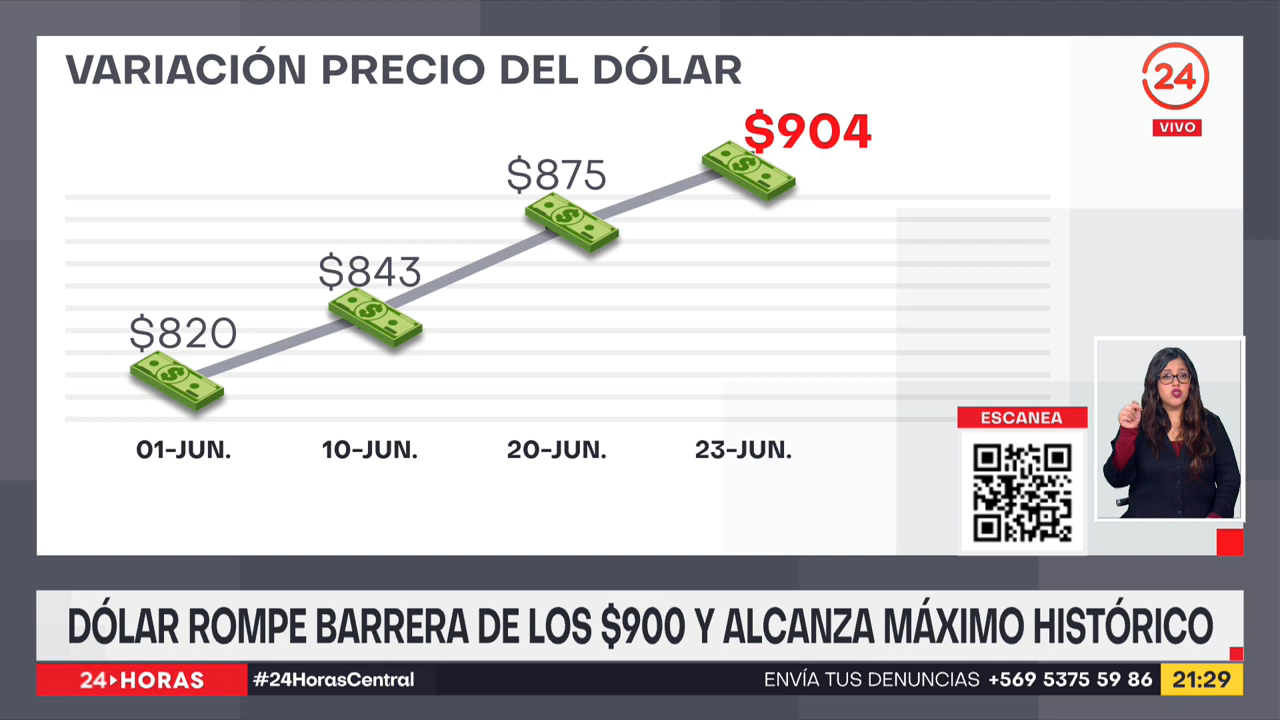 VARIACIÓN PRECIO DEL DÓLAR
24
VIVO
$904
$875
$843
$820
01-JUN.
10-JUN.
20-JUN.
23-JUN.
ESCANEA
DÓLAR ROMPE BARRERA DE LOS $900 Y ALCANZA MÁXIMO HISTÓRICO
24 HORAS
#24HorasCentral
ENVÍA TUS DENUNCIAS +569 5375 59 86
21:29